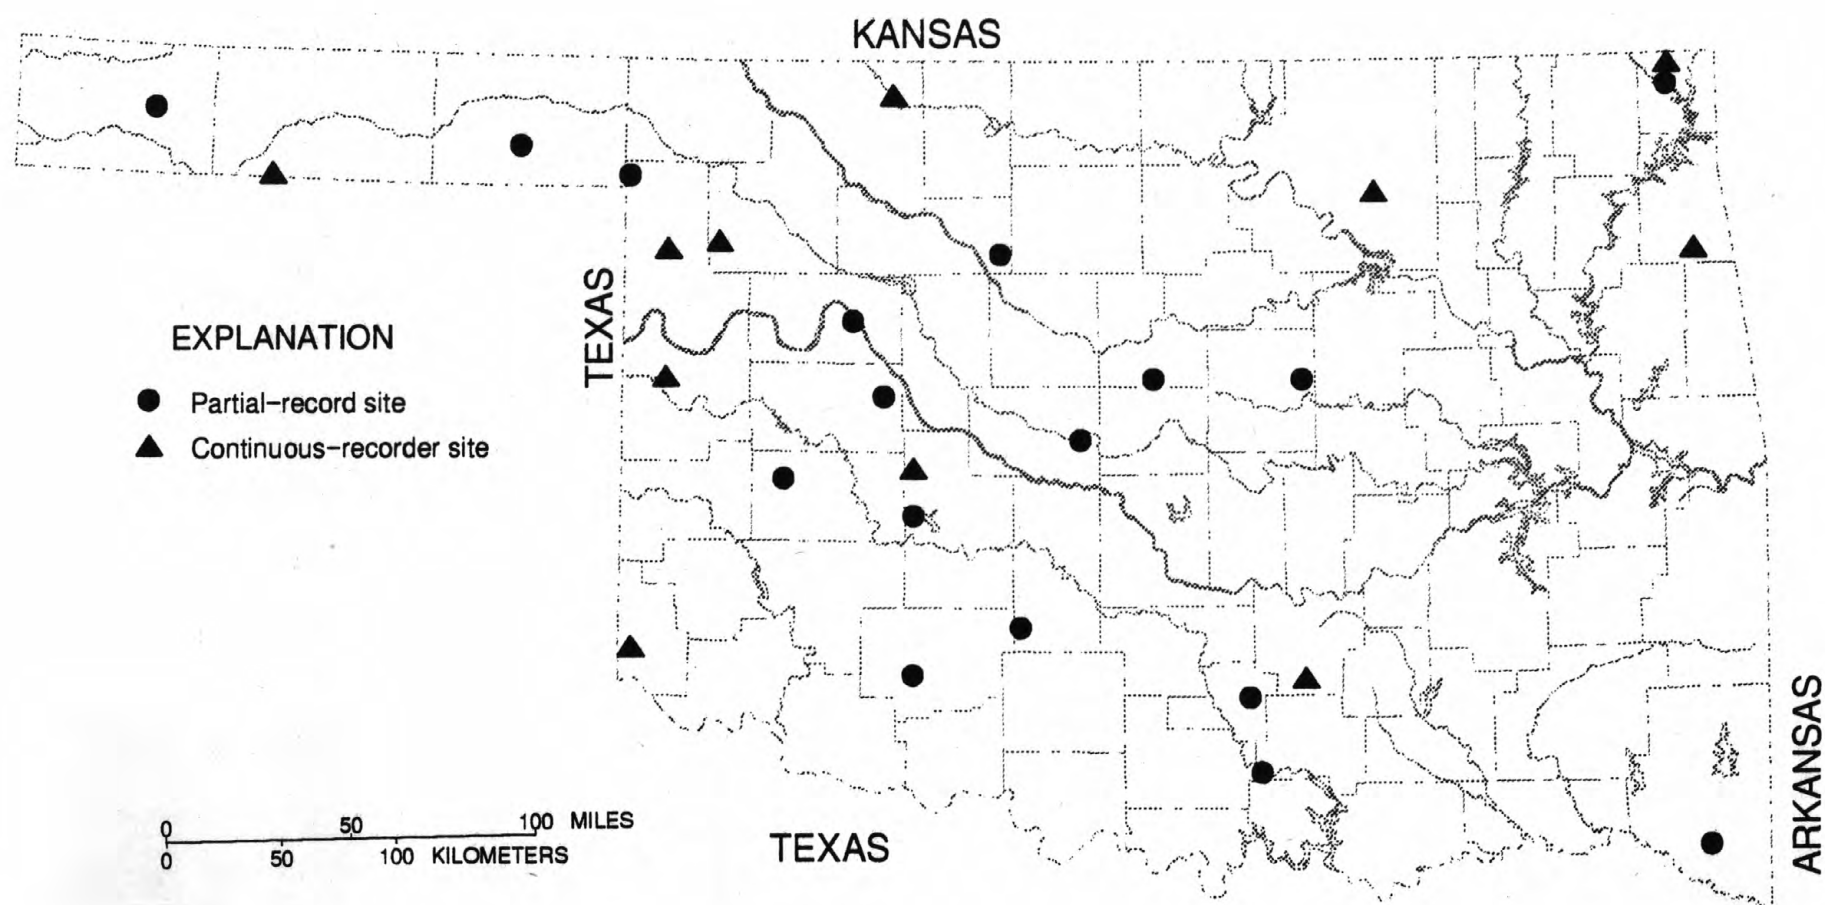 KANSAS
TEXAS
EXPLANATION
Partial-record site
Continuous-recorder site
0 50 100 MILES
0 50 100 KILOMETERS
TEXAS
ARKANSAS